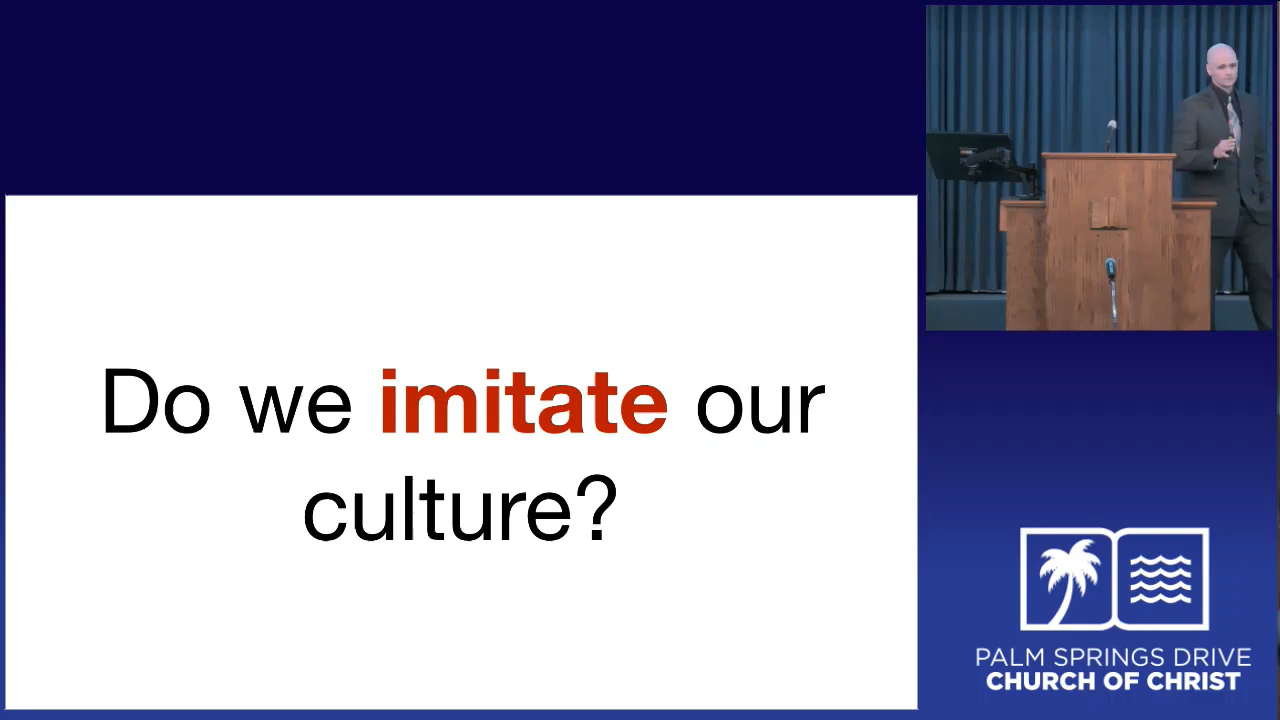 Do we imitate our
culture?
PALM SPRINGS DRIVE
CHURCH OF CHRIST